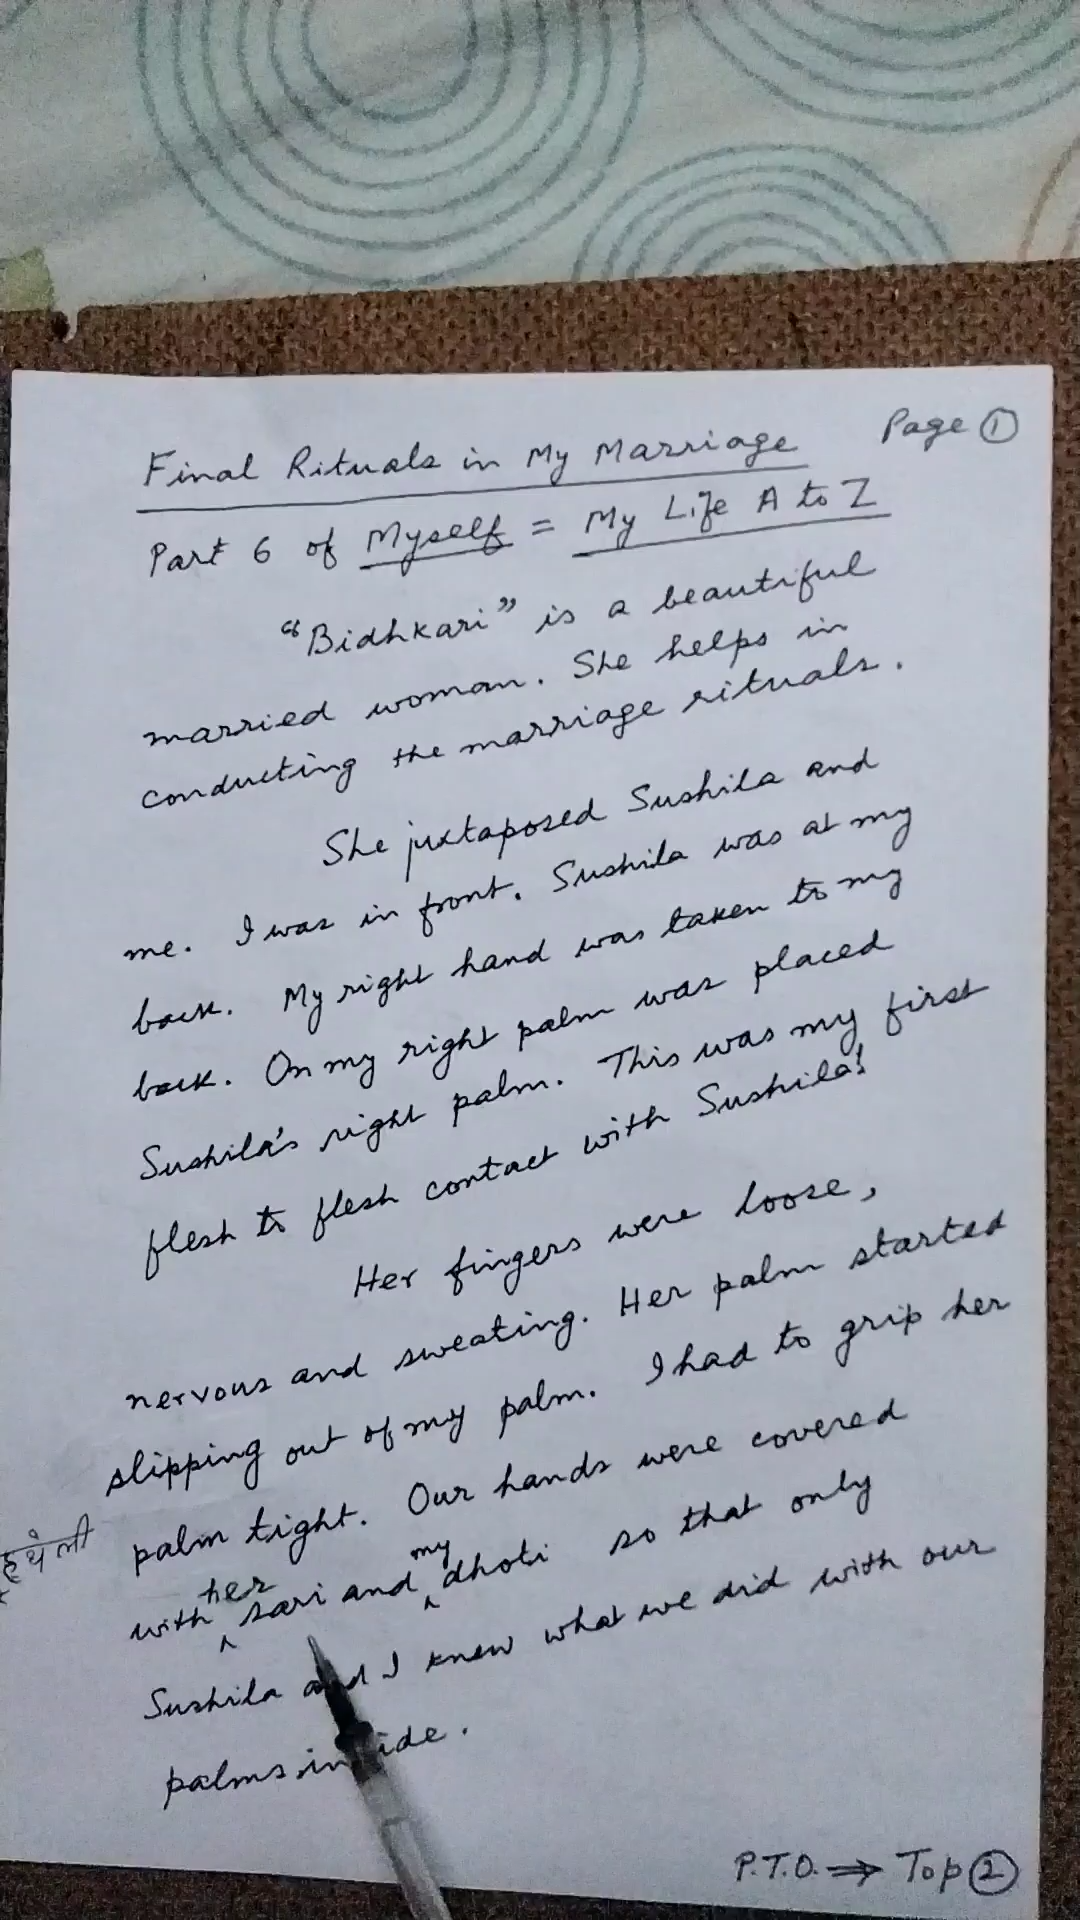 Page ①
Final Rituals in My Marriage
Part 6 of Myself = My Life A to Z
"Bidhkari" is a beautiful
married woman. She helps in
conducting the marriage rituals.
She juxtaposed Sushila and
me. I was in front. Sushila was at my
back. My right hand was taken to my
back. On my right palm was placed
Sushila's right palm. This was my first
flesh to flesh contact with Sushila!
Her fingers were loose,
nervous and sweating. Her palm started
slipping out of my palm. I had to grip her
हथेली palm tight. Our hands were covered
with her sari and my dhoti so that only
Sushila and I knew what we did with our
palms inside.
P.T.O. ⇒ Top ②